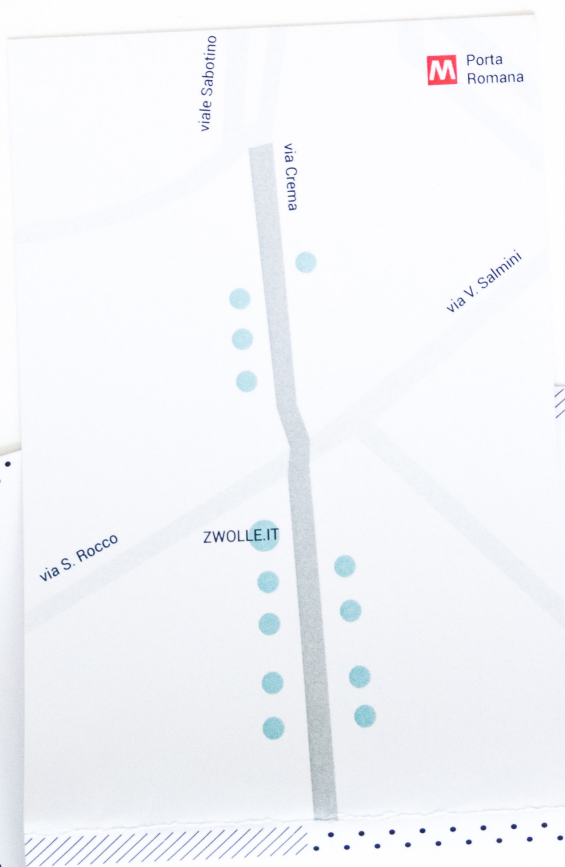 viale Sabotino
M
Porta
Romana
via Crema
via V. Salmini
ZWOLLE.IT
via S. Rocco